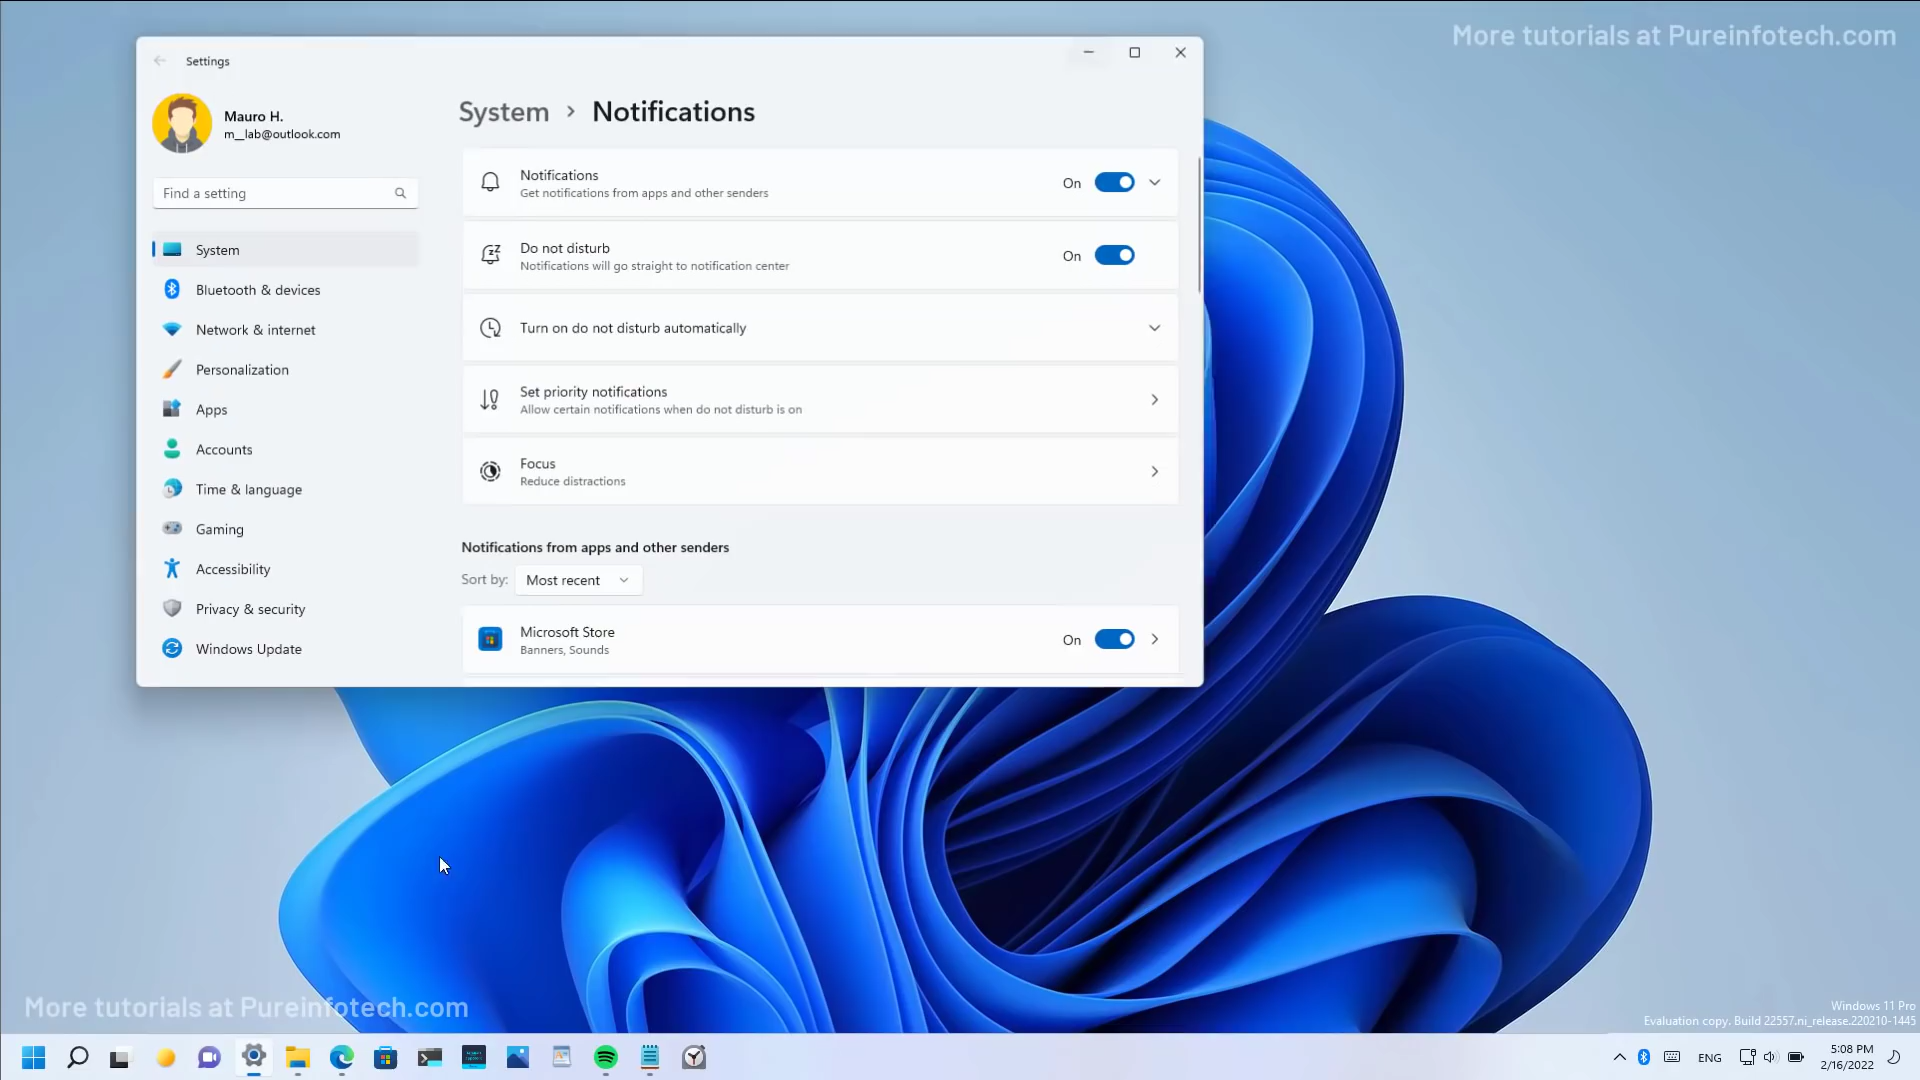 More tutorials at Pureinfotech.com
Settings
Mauro H.
m_lab@outlook.com
Find a setting
System
Bluetooth & devices
Network & internet
Personalization
Apps
Accounts
Time & language
Gaming
Accessibility
Privacy & security
Windows Update
System > Notifications
Notifications
Get notifications from apps and other senders
On
Do not disturb
Notifications will go straight to notification center
On
Turn on do not disturb automatically
Set priority notifications
Allow certain notifications when do not disturb is on
Focus
Reduce distractions
Notifications from apps and other senders
Sort by: Most recent
Microsoft Store
Banners, Sounds
On
More tutorials at Pureinfotech.com
Windows 11 Pro
Evaluation copy. Build 22557.ni_release.220210-1445
ENG
5:08 PM
2/16/2022